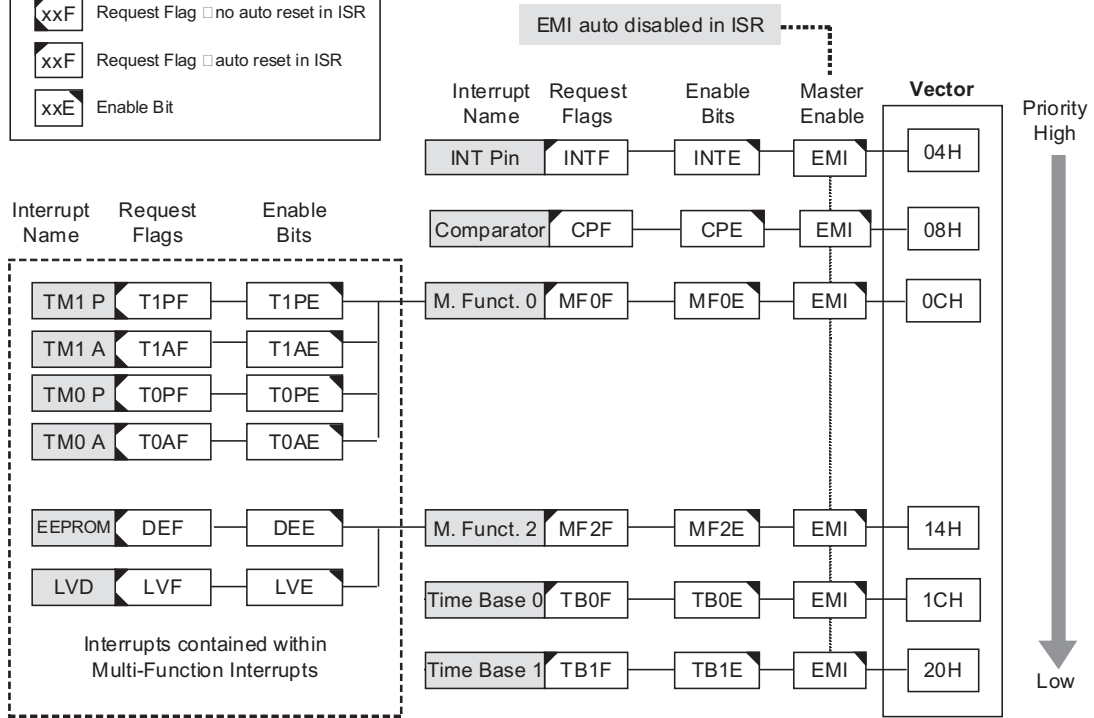 xxF Request Flag □ no auto reset in ISR
xxF Request Flag □ auto reset in ISR
xxE Enable Bit
EMI auto disabled in ISR
Interrupt Name Request Flags Enable Bits Master Enable Vector
Priority High
INT Pin INTF INTE EMI 04H
Comparator CPF CPE EMI 08H
Interrupt Name Request Flags Enable Bits
TM1 P T1PF T1PE M. Funct. 0 MF0F MF0E EMI 0CH
TM1 A T1AF T1AE
TM0 P T0PF T0PE
TM0 A T0AF T0AE
EEPROM DEF DEE M. Funct. 2 MF2F MF2E EMI 14H
LVD LVF LVE Time Base 0 TB0F TB0E EMI 1CH
Interrupts contained within
Multi-Function Interrupts
Time Base 1 TB1F TB1E EMI 20H
Low